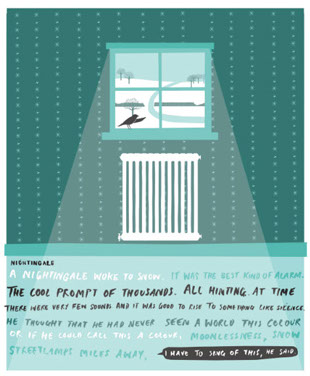 NIGHTINGALE
A NIGHTINGALE WOKE TO SNOW. IT WAS THE BEST KIND OF ALARM.
THE COOL PROMPT OF THOUSANDS. ALL HINTING. AT TIME
THERE WERE VERY FEW SOUNDS AND IT WAS GOOD TO RISE TO SOMETHING LIKE SILENCE.
HE THOUGHT THAT HE HAD NEVER SEEN A WORLD THIS COLOUR
OR IF HE COULD CALL THIS A COLOUR, MOONLESSNESS, SNOW
STREETLAMPS MILES AWAY,
I HAVE TO SING OF THIS, HE SAID